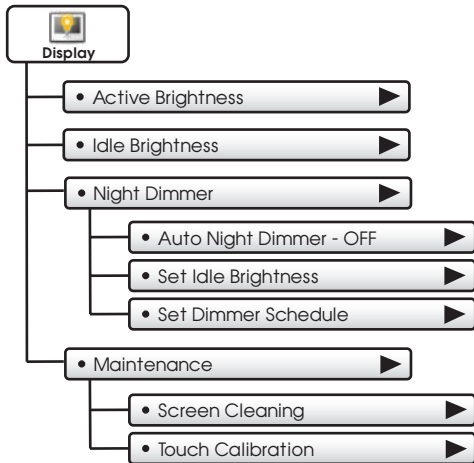 Display
• Active Brightness
• Idle Brightness
• Night Dimmer
• Auto Night Dimmer - OFF
• Set Idle Brightness
• Set Dimmer Schedule
• Maintenance
• Screen Cleaning
• Touch Calibration